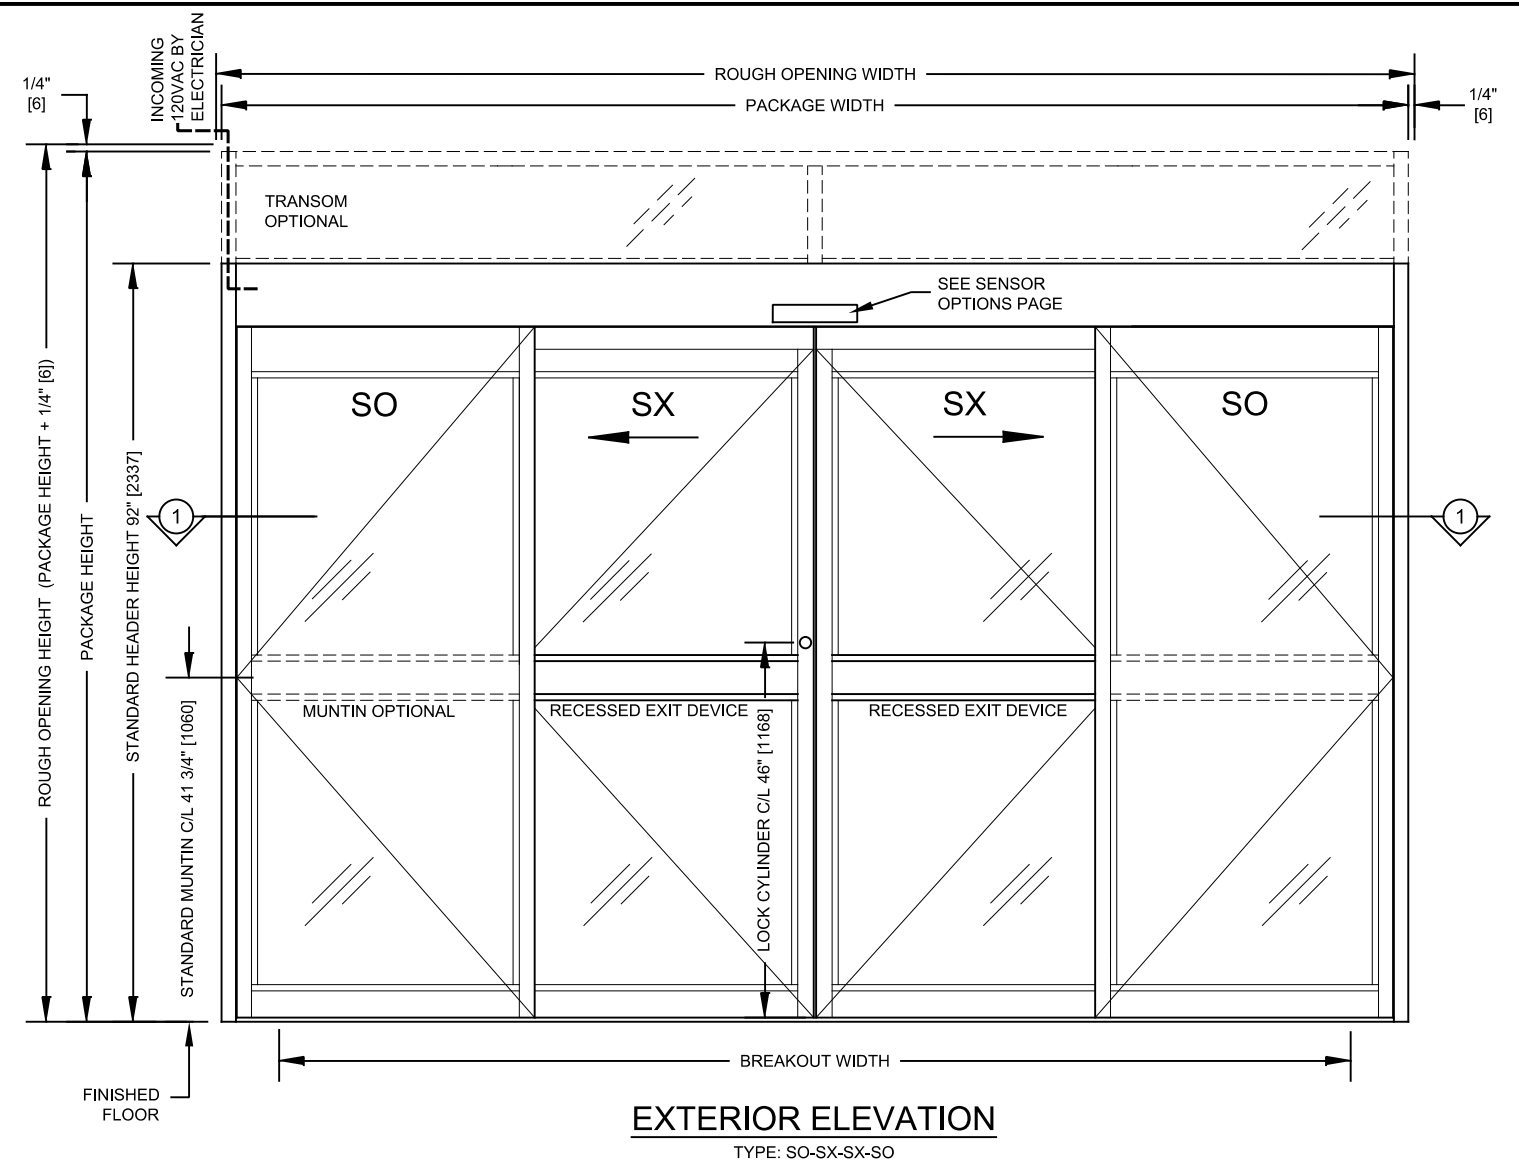 INCOMING
120VAC BY
ELECTRICIAN
1/4"
[6]
ROUGH OPENING WIDTH
PACKAGE WIDTH
1/4"
[6]
TRANSOM
OPTIONAL
SEE SENSOR
OPTIONS PAGE
SO
SX
SX
SO
1
1
ROUGH OPENING HEIGHT (PACKAGE HEIGHT + 1/4" [6])
PACKAGE HEIGHT
STANDARD HEADER HEIGHT 92" [2337]
STANDARD MUNTIN C/L 41 3/4" [1060]
MUNTIN OPTIONAL
RECESSED EXIT DEVICE
LOCK CYLINDER C/L 46" [1168]
RECESSED EXIT DEVICE
BREAKOUT WIDTH
FINISHED
FLOOR
EXTERIOR ELEVATION
TYPE: SO-SX-SX-SO